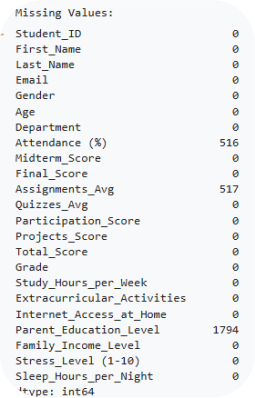 Missing Values:
Student_ID 0
First_Name 0
Last_Name 0
Email 0
Gender 0
Age 0
Department 0
Attendance (%) 516
Midterm_Score 0
Final_Score 0
Assignments_Avg 517
Quizzes_Avg 0
Participation_Score 0
Projects_Score 0
Total_Score 0
Grade 0
Study_Hours_per_Week 0
Extracurricular_Activities 0
Internet_Access_at_Home 0
Parent_Education_Level 1794
Family_Income_Level 0
Stress_Level (1-10) 0
Sleep_Hours_per_Night 0
dtype: int64